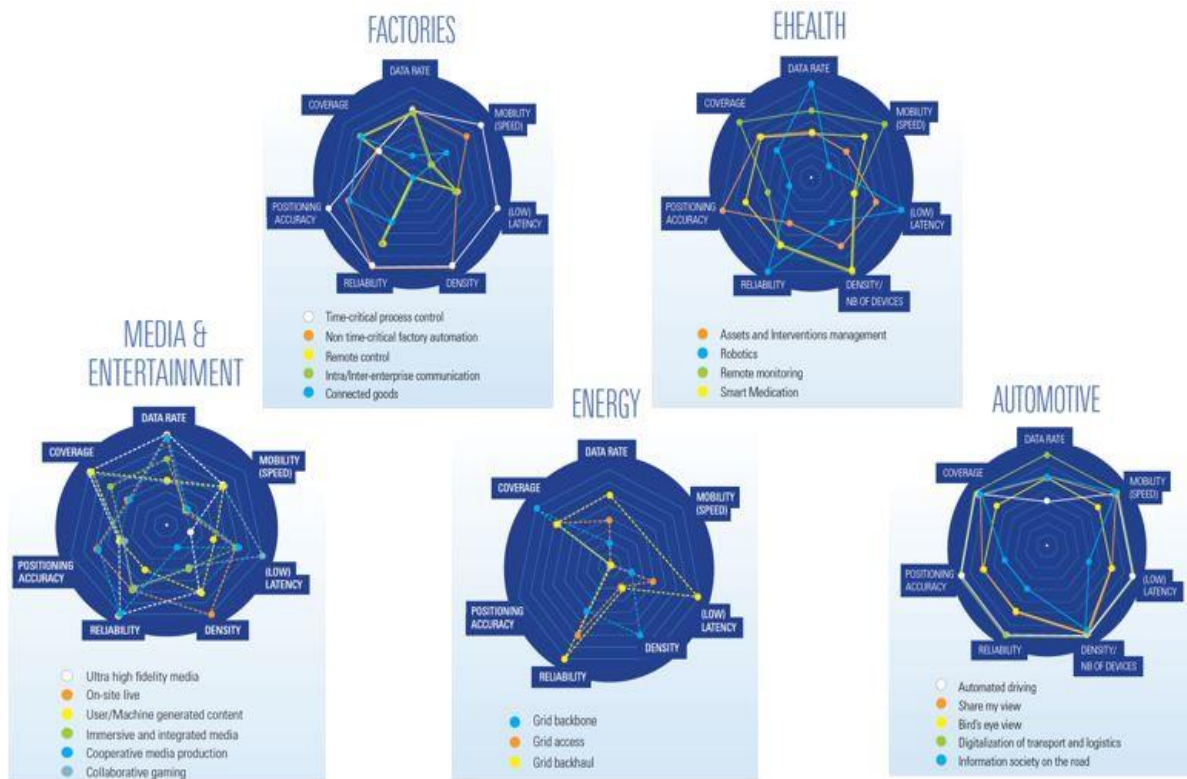 FACTORIES
DATA RATE
COVERAGE
MOBILITY
(SPEED)
POSITIONING
ACCURACY
(LOW)
LATENCY
RELIABILITY
DENSITY
Time-critical process control
Non time-critical factory automation
Remote control
Intra/Inter-enterprise communication
Connected goods
EHEALTH
DATA RATE
COVERAGE
MOBILITY
(SPEED)
POSITIONING
ACCURACY
(LOW)
LATENCY
RELIABILITY
DENSITY/
NB OF DEVICES
Assets and Interventions management
Robotics
Remote monitoring
Smart Medication
MEDIA &
ENTERTAINMENT
DATA RATE
COVERAGE
MOBILITY
(SPEED)
POSITIONING
ACCURACY
(LOW)
LATENCY
RELIABILITY
DENSITY
Ultra high fidelity media
On-site live
User/Machine generated content
Immersive and integrated media
Cooperative media production
Collaborative gaming
ENERGY
DATA RATE
COVERAGE
MOBILITY
(SPEED)
POSITIONING
ACCURACY
(LOW)
LATENCY
DENSITY
RELIABILITY
Grid backbone
Grid access
Grid backhaul
AUTOMOTIVE
DATA RATE
COVERAGE
MOBILITY
(SPEED)
POSITIONING
ACCURACY
(LOW)
LATENCY
RELIABILITY
DENSITY/
NB OF DEVICES
Automated driving
Share my view
Bird's eye view
Digitalization of transport and logistics
Information society on the road